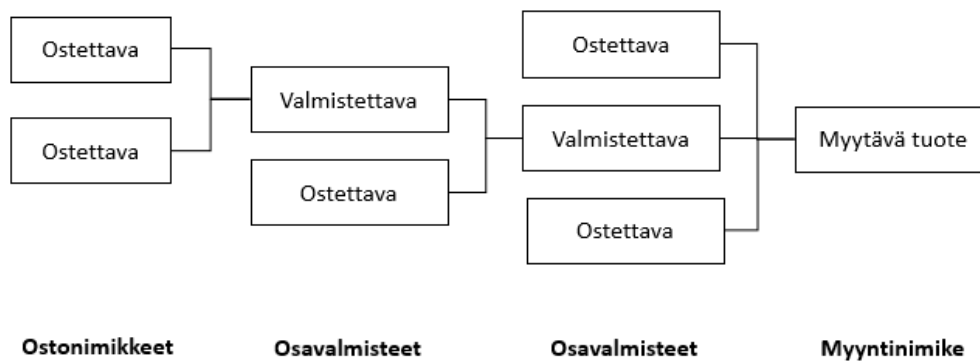 Ostettava
Ostettava
Valmistettava
Ostettava
Ostettava
Valmistettava
Ostettava
Myytävä tuote
Ostonimikkeet
Osavalmisteet
Osavalmisteet
Myyntinimike